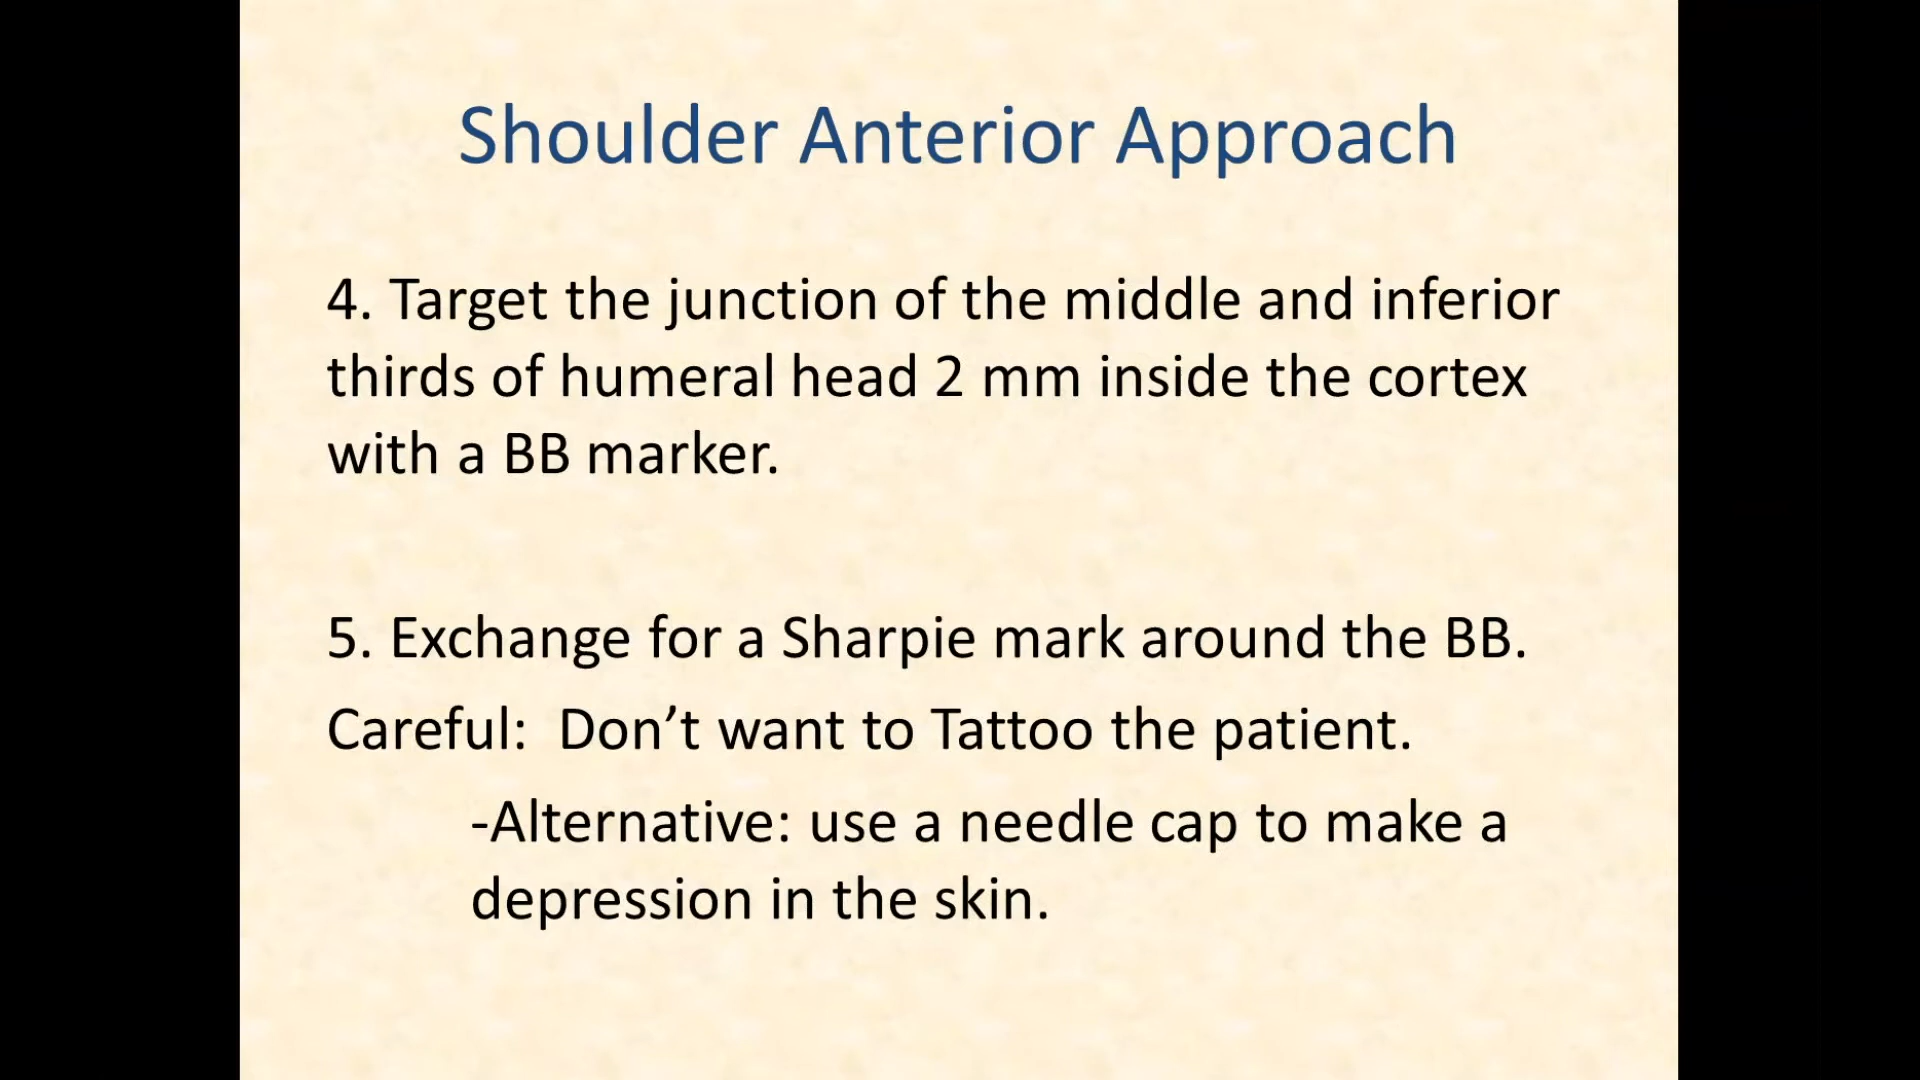 Shoulder Anterior Approach
4. Target the junction of the middle and inferior
thirds of humeral head 2 mm inside the cortex
with a BB marker.
5. Exchange for a Sharpie mark around the BB.
Careful:  Don’t want to Tattoo the patient.
-Alternative: use a needle cap to make a
depression in the skin.